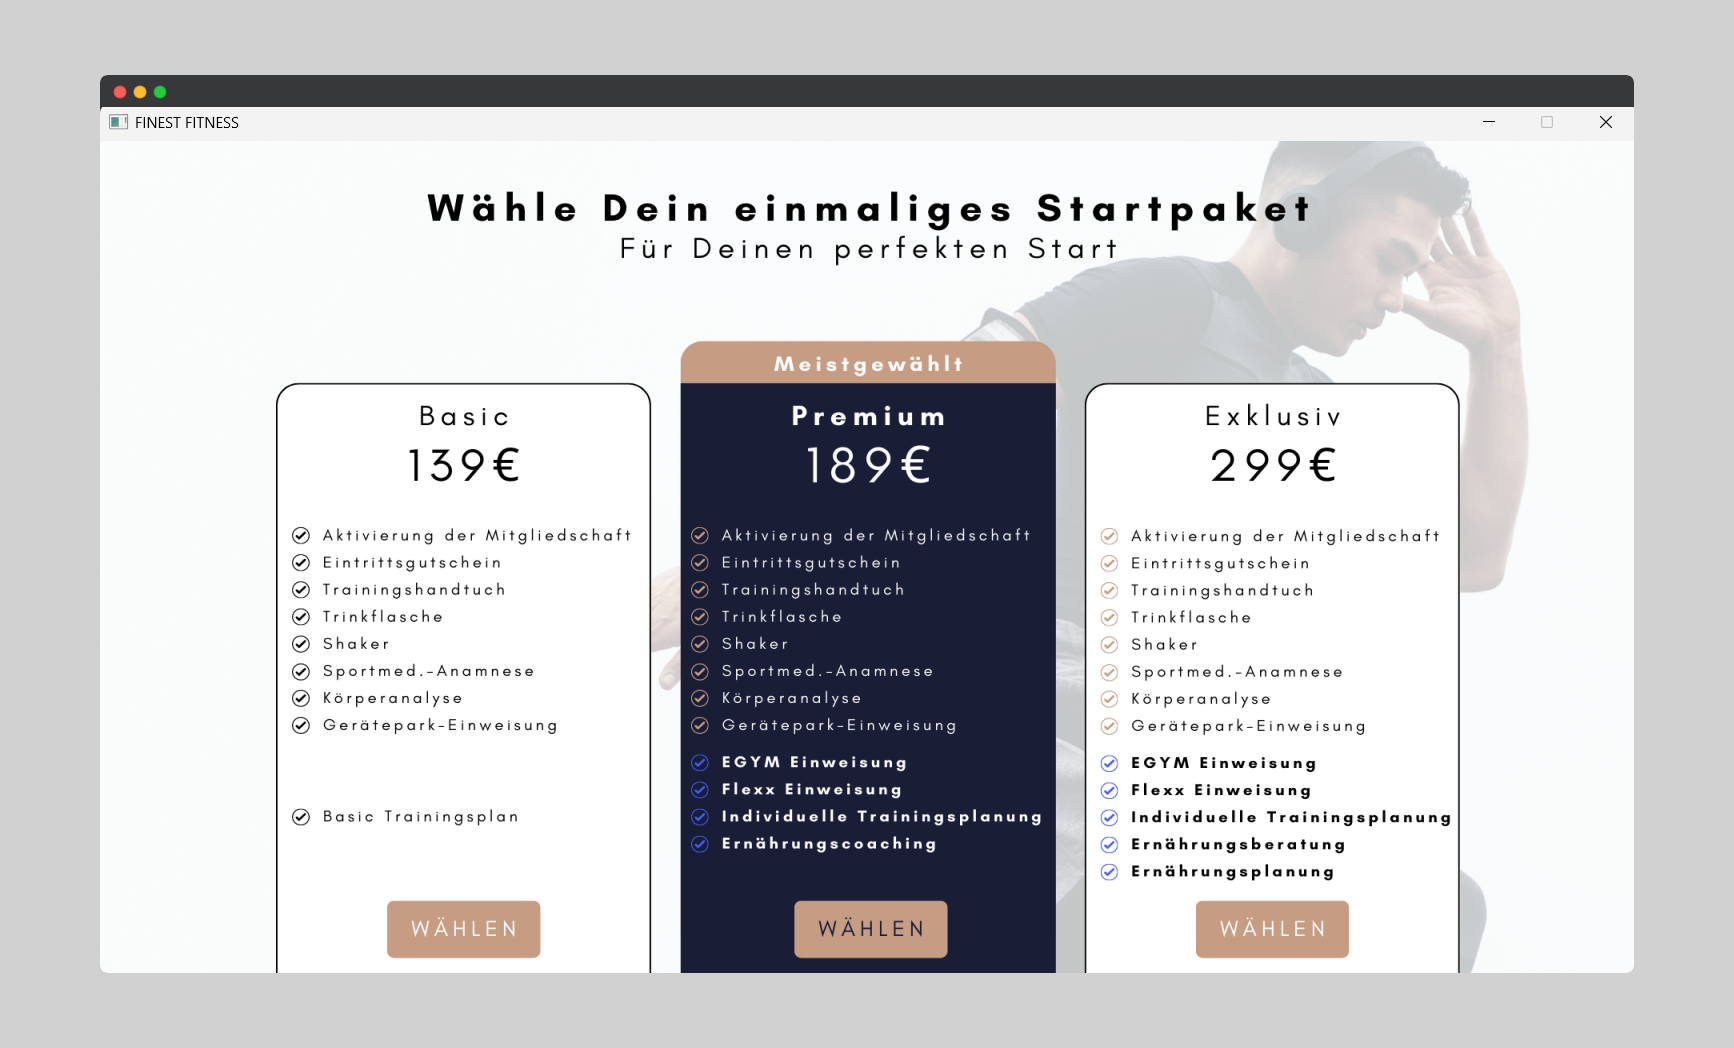 FINEST FITNESS
Wähle Dein einmaliges Startpaket
Für Deinen perfekten Start
Basic
139€
Aktivierung der Mitgliedschaft
Eintrittsgutschein
Trainingshandtuch
Trinkflasche
Shaker
Sportmed.-Anamnese
Körperanalyse
Gerätepark-Einweisung
Basic Trainingsplan
WÄHLEN
Meistgewählt
Premium
189€
Aktivierung der Mitgliedschaft
Eintrittsgutschein
Trainingshandtuch
Trinkflasche
Shaker
Sportmed.-Anamnese
Körperanalyse
Gerätepark-Einweisung
EGYM Einweisung
Flexx Einweisung
Individuelle Trainingsplanung
Ernährungscoaching
WÄHLEN
Exklusiv
299€
Aktivierung der Mitgliedschaft
Eintrittsgutschein
Trainingshandtuch
Trinkflasche
Shaker
Sportmed.-Anamnese
Körperanalyse
Gerätepark-Einweisung
EGYM Einweisung
Flexx Einweisung
Individuelle Trainingsplanung
Ernährungsberatung
Ernährungsplanung
WÄHLEN